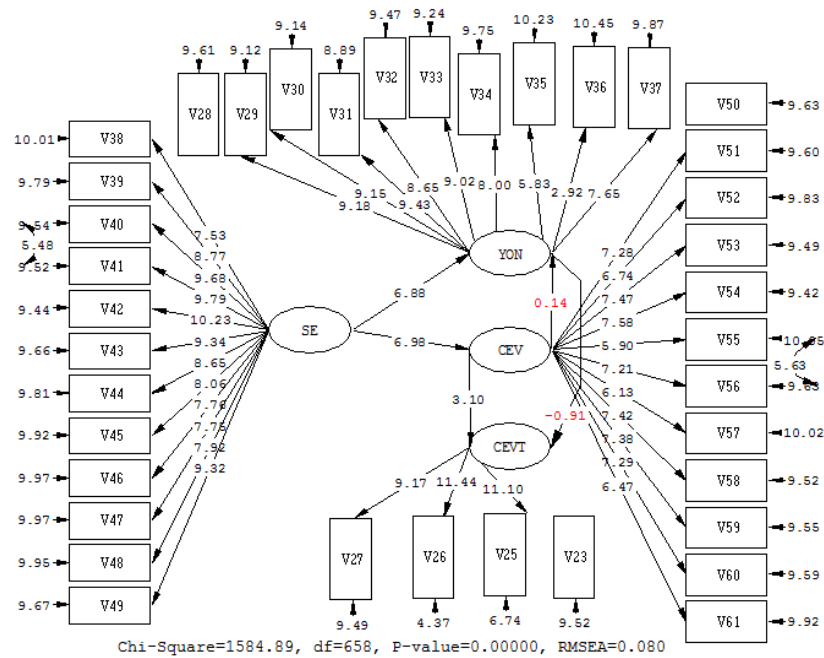 9.14 9.47 9.24 10.23 10.45 9.87
9.61 9.12 8.89 9.75
V28 V29 V30 V31 V32 V33 V34 V35 V36 V37
V50 9.63
10.01 V38
V51 9.60
9.79 V39
V52 9.83
9.54 V40
5.48
V53 9.49
9.52 V41
V54 9.42
9.44 V42
V55
9.66 V43
5.63
V56 9.63
9.81 V44
V57 10.02
9.92 V45
V58 9.52
9.97 V46
V59 9.55
9.97 V47
V60 9.59
9.95 V48
V61 9.92
9.67 V49
9.18 9.15 9.43 8.65 9.02 8.00 5.83 2.92 7.65
7.53
8.77
9.68
9.79
10.23
9.34
8.65
8.06
7.76
7.75
7.92
9.32
SE
6.88
6.98
YON
0.14
CEV
3.10
-0.91
CEVT
7.28
6.74
7.47
7.58
5.90
7.21
6.13
7.42
7.38
7.29
6.47
9.17 11.44 11.10
V27 V26 V25 V23
9.49 4.37 6.74 9.52
Chi-Square=1584.89, df=658, P-value=0.00000, RMSEA=0.080